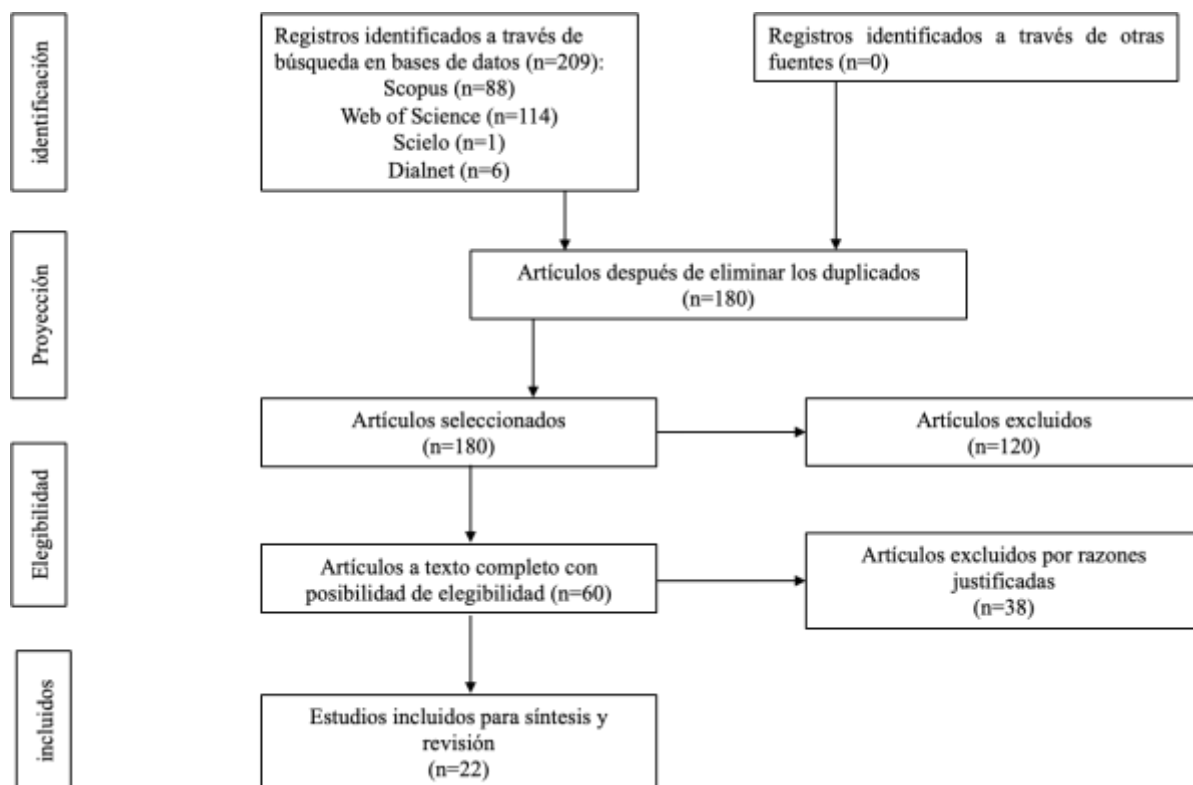 identificación
Registros identificados a través de
búsqueda en bases de datos (n=209):
Scopus (n=88)
Web of Science (n=114)
Scielo (n=1)
Dialnet (n=6)
Registros identificados a través de otras
fuentes (n=0)
Proyección
Artículos después de eliminar los duplicados
(n=180)
Artículos seleccionados
(n=180)
Artículos excluidos
(n=120)
Elegibilidad
Artículos a texto completo con
posibilidad de elegibilidad (n=60)
Artículos excluidos por razones
justificadas
(n=38)
incluidos
Estudios incluidos para síntesis y
revisión
(n=22)